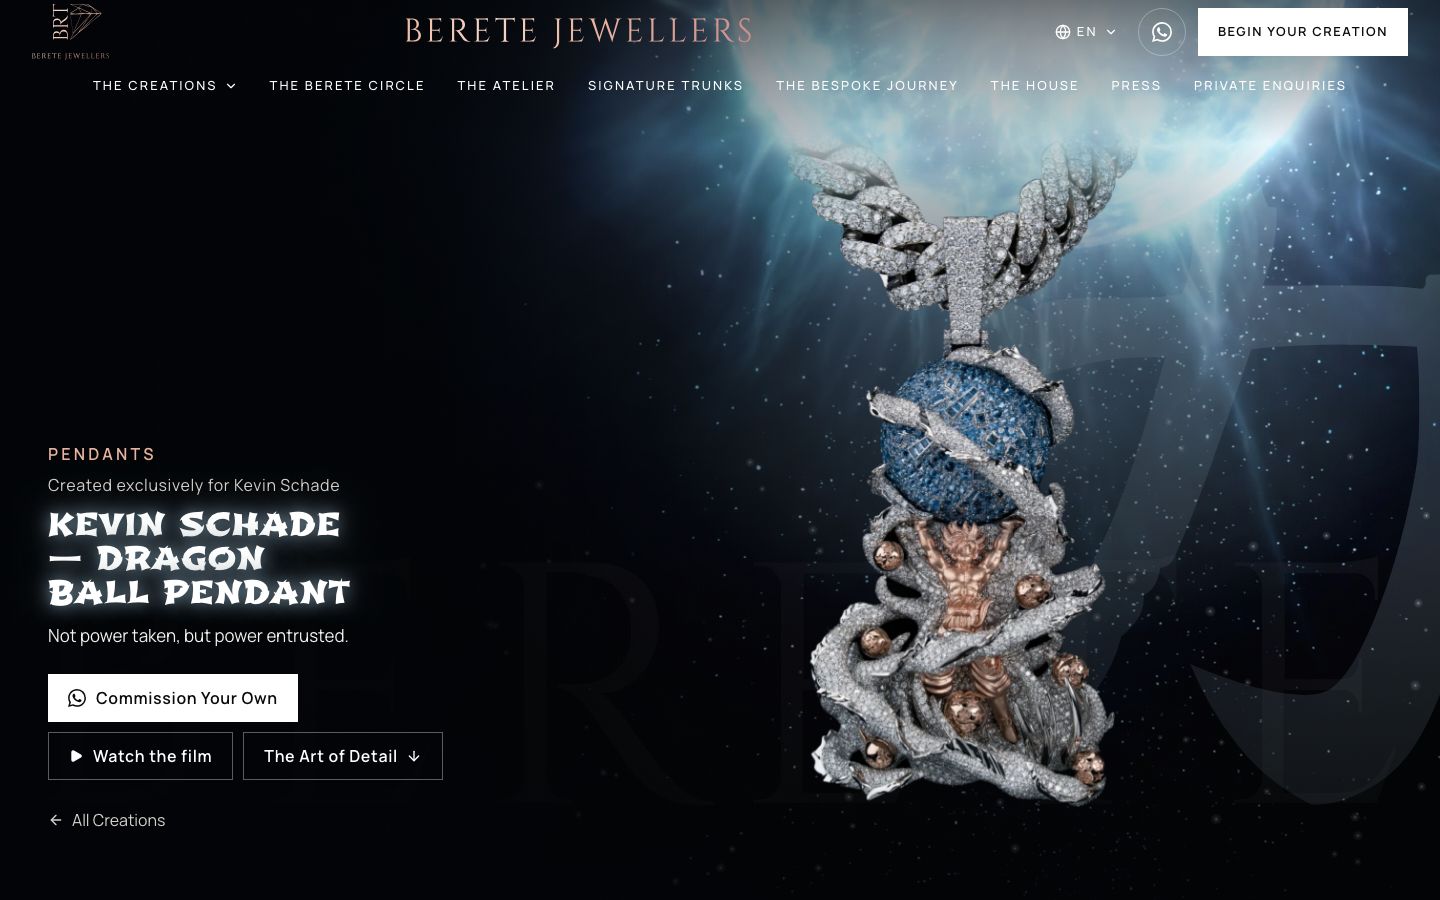 BRT
BERETE JEWELLERS
BERETE JEWELLERS
EN
BEGIN YOUR CREATION
THE CREATIONS
THE BERETE CIRCLE
THE ATELIER
SIGNATURE TRUNKS
THE BESPOKE JOURNEY
THE HOUSE
PRESS
PRIVATE ENQUIRIES
PENDANTS
Created exclusively for Kevin Schade
KEVIN SCHADE
— DRAGON
BALL PENDANT
Not power taken, but power entrusted.
Commission Your Own
Watch the film
The Art of Detail ↓
← All Creations